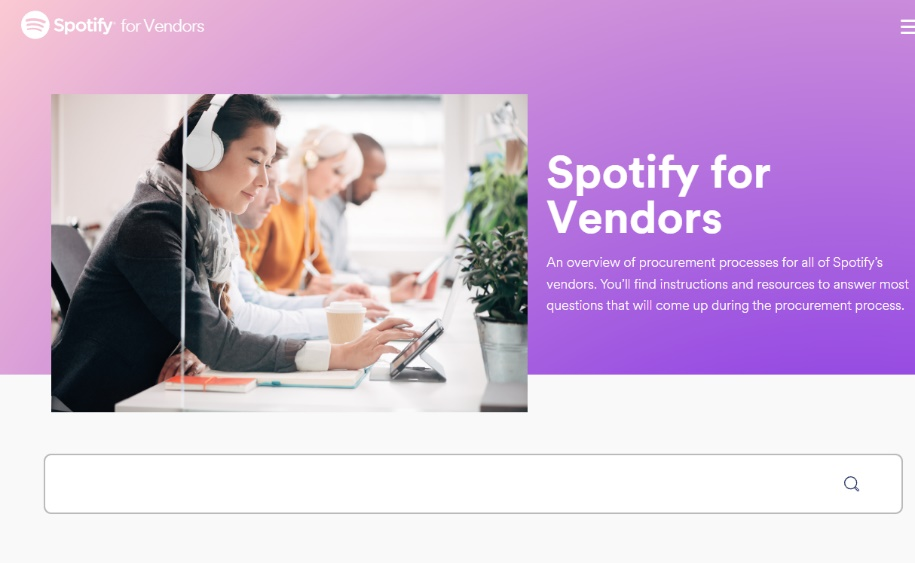 Spotify for Vendors
Spotify for
Vendors
An overview of procurement processes for all of Spotify's
vendors. You'll find instructions and resources to answer most
questions that will come up during the procurement process.